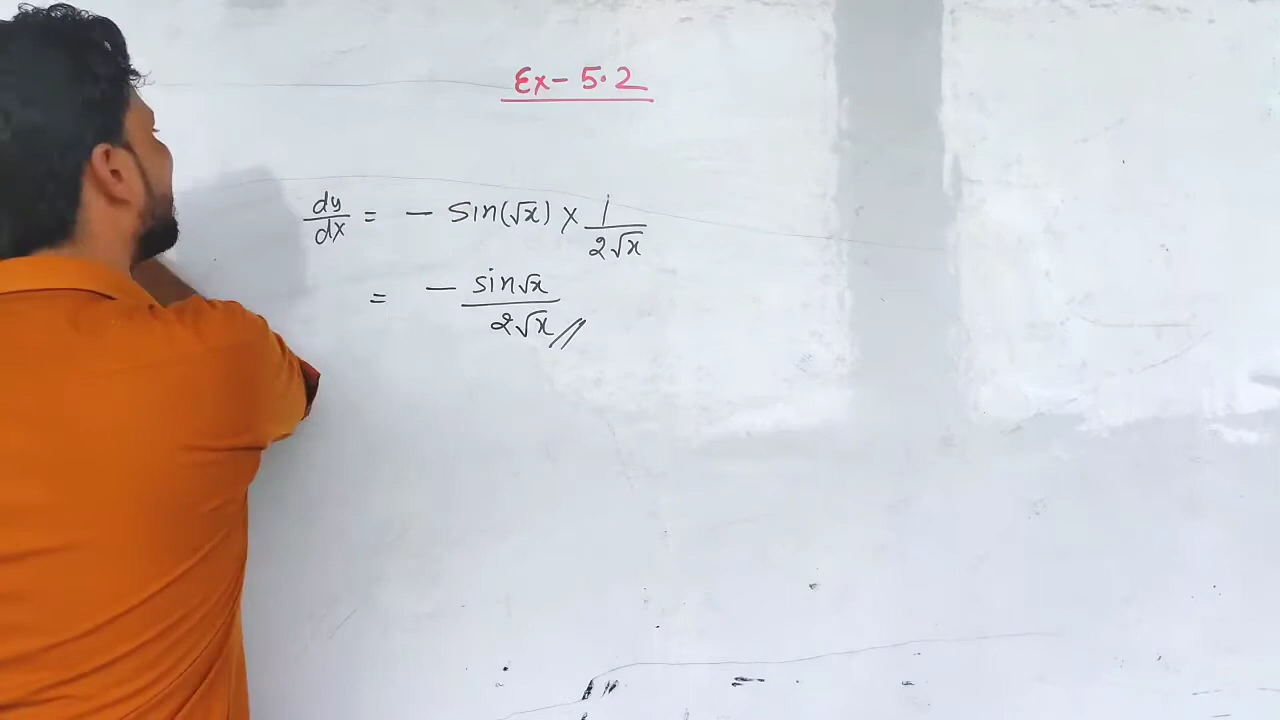 Ex - 5.2
dy/dx = - sin(√x) × 1/2√x
= - sin√x/2√x //